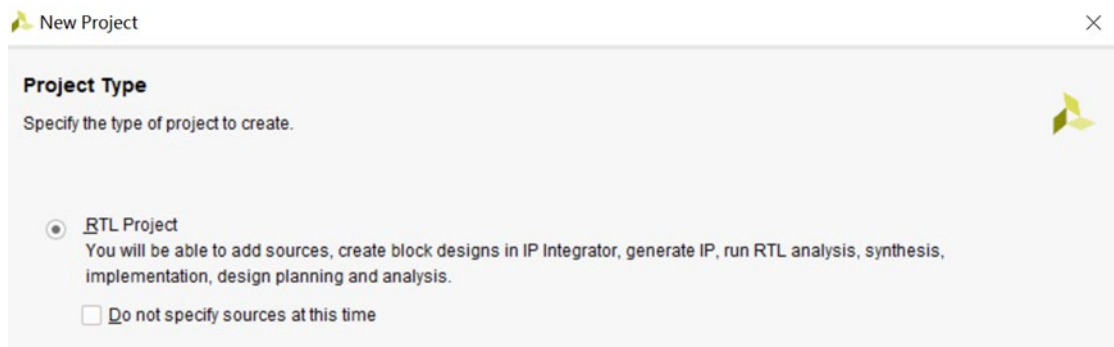 New Project
Project Type
Specify the type of project to create.
RTL Project
You will be able to add sources, create block designs in IP Integrator, generate IP, run RTL analysis, synthesis,
implementation, design planning and analysis.
Do not specify sources at this time